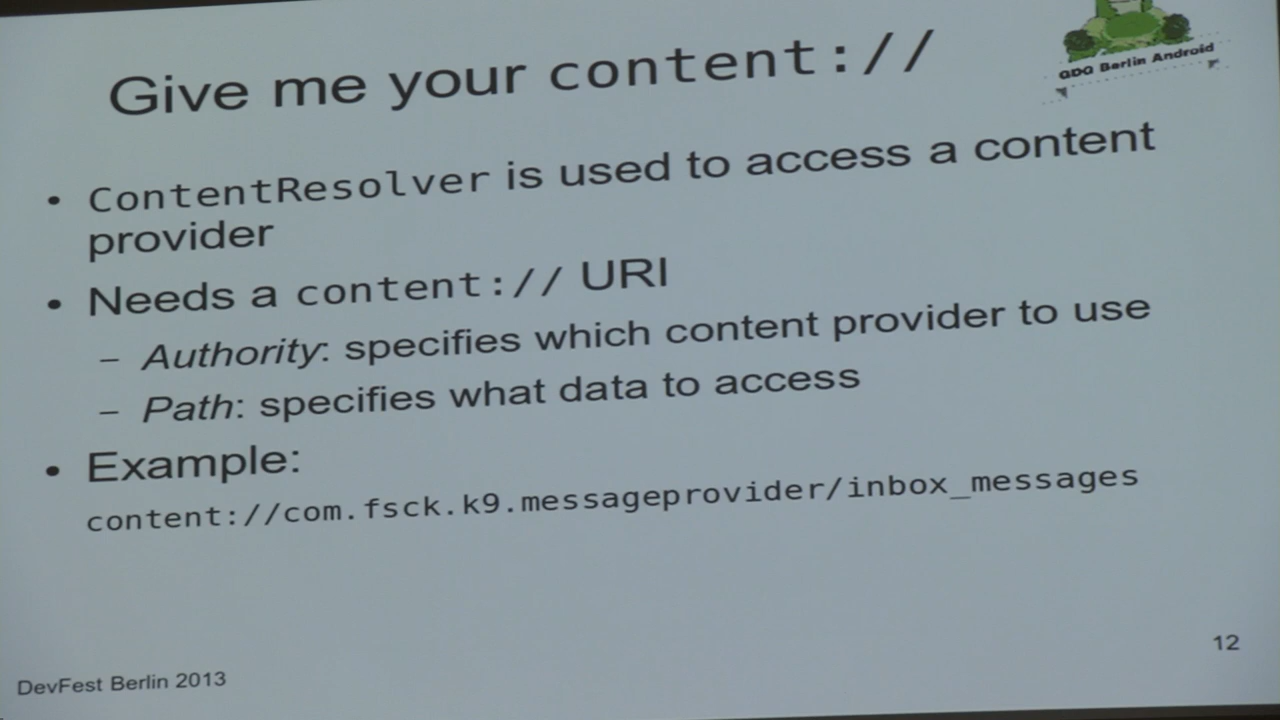 Give me your content://
GDG Berlin Android
• ContentResolver is used to access a content
provider
• Needs a content:// URI
– Authority: specifies which content provider to use
– Path: specifies what data to access
• Example:
content://com.fsck.k9.messageprovider/inbox_messages
12
DevFest Berlin 2013